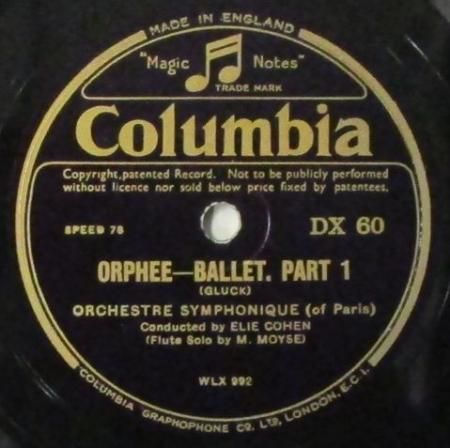 MADE IN ENGLAND
"Magic Notes"
TRADE MARK
Columbia
Copyright, patented Record. Not to be publicly performed
without licence nor sold below price fixed by patentees.
SPEED 78
DX 60
ORPHEE—BALLET. PART 1
(GLUCK)
ORCHESTRE SYMPHONIQUE (of Paris)
Conducted by ELIE COHEN
(Flute Solo by M. MOYSE)
WLX 992
COLUMBIA GRAPHOPHONE CO. LTD, LONDON, E.C.1.